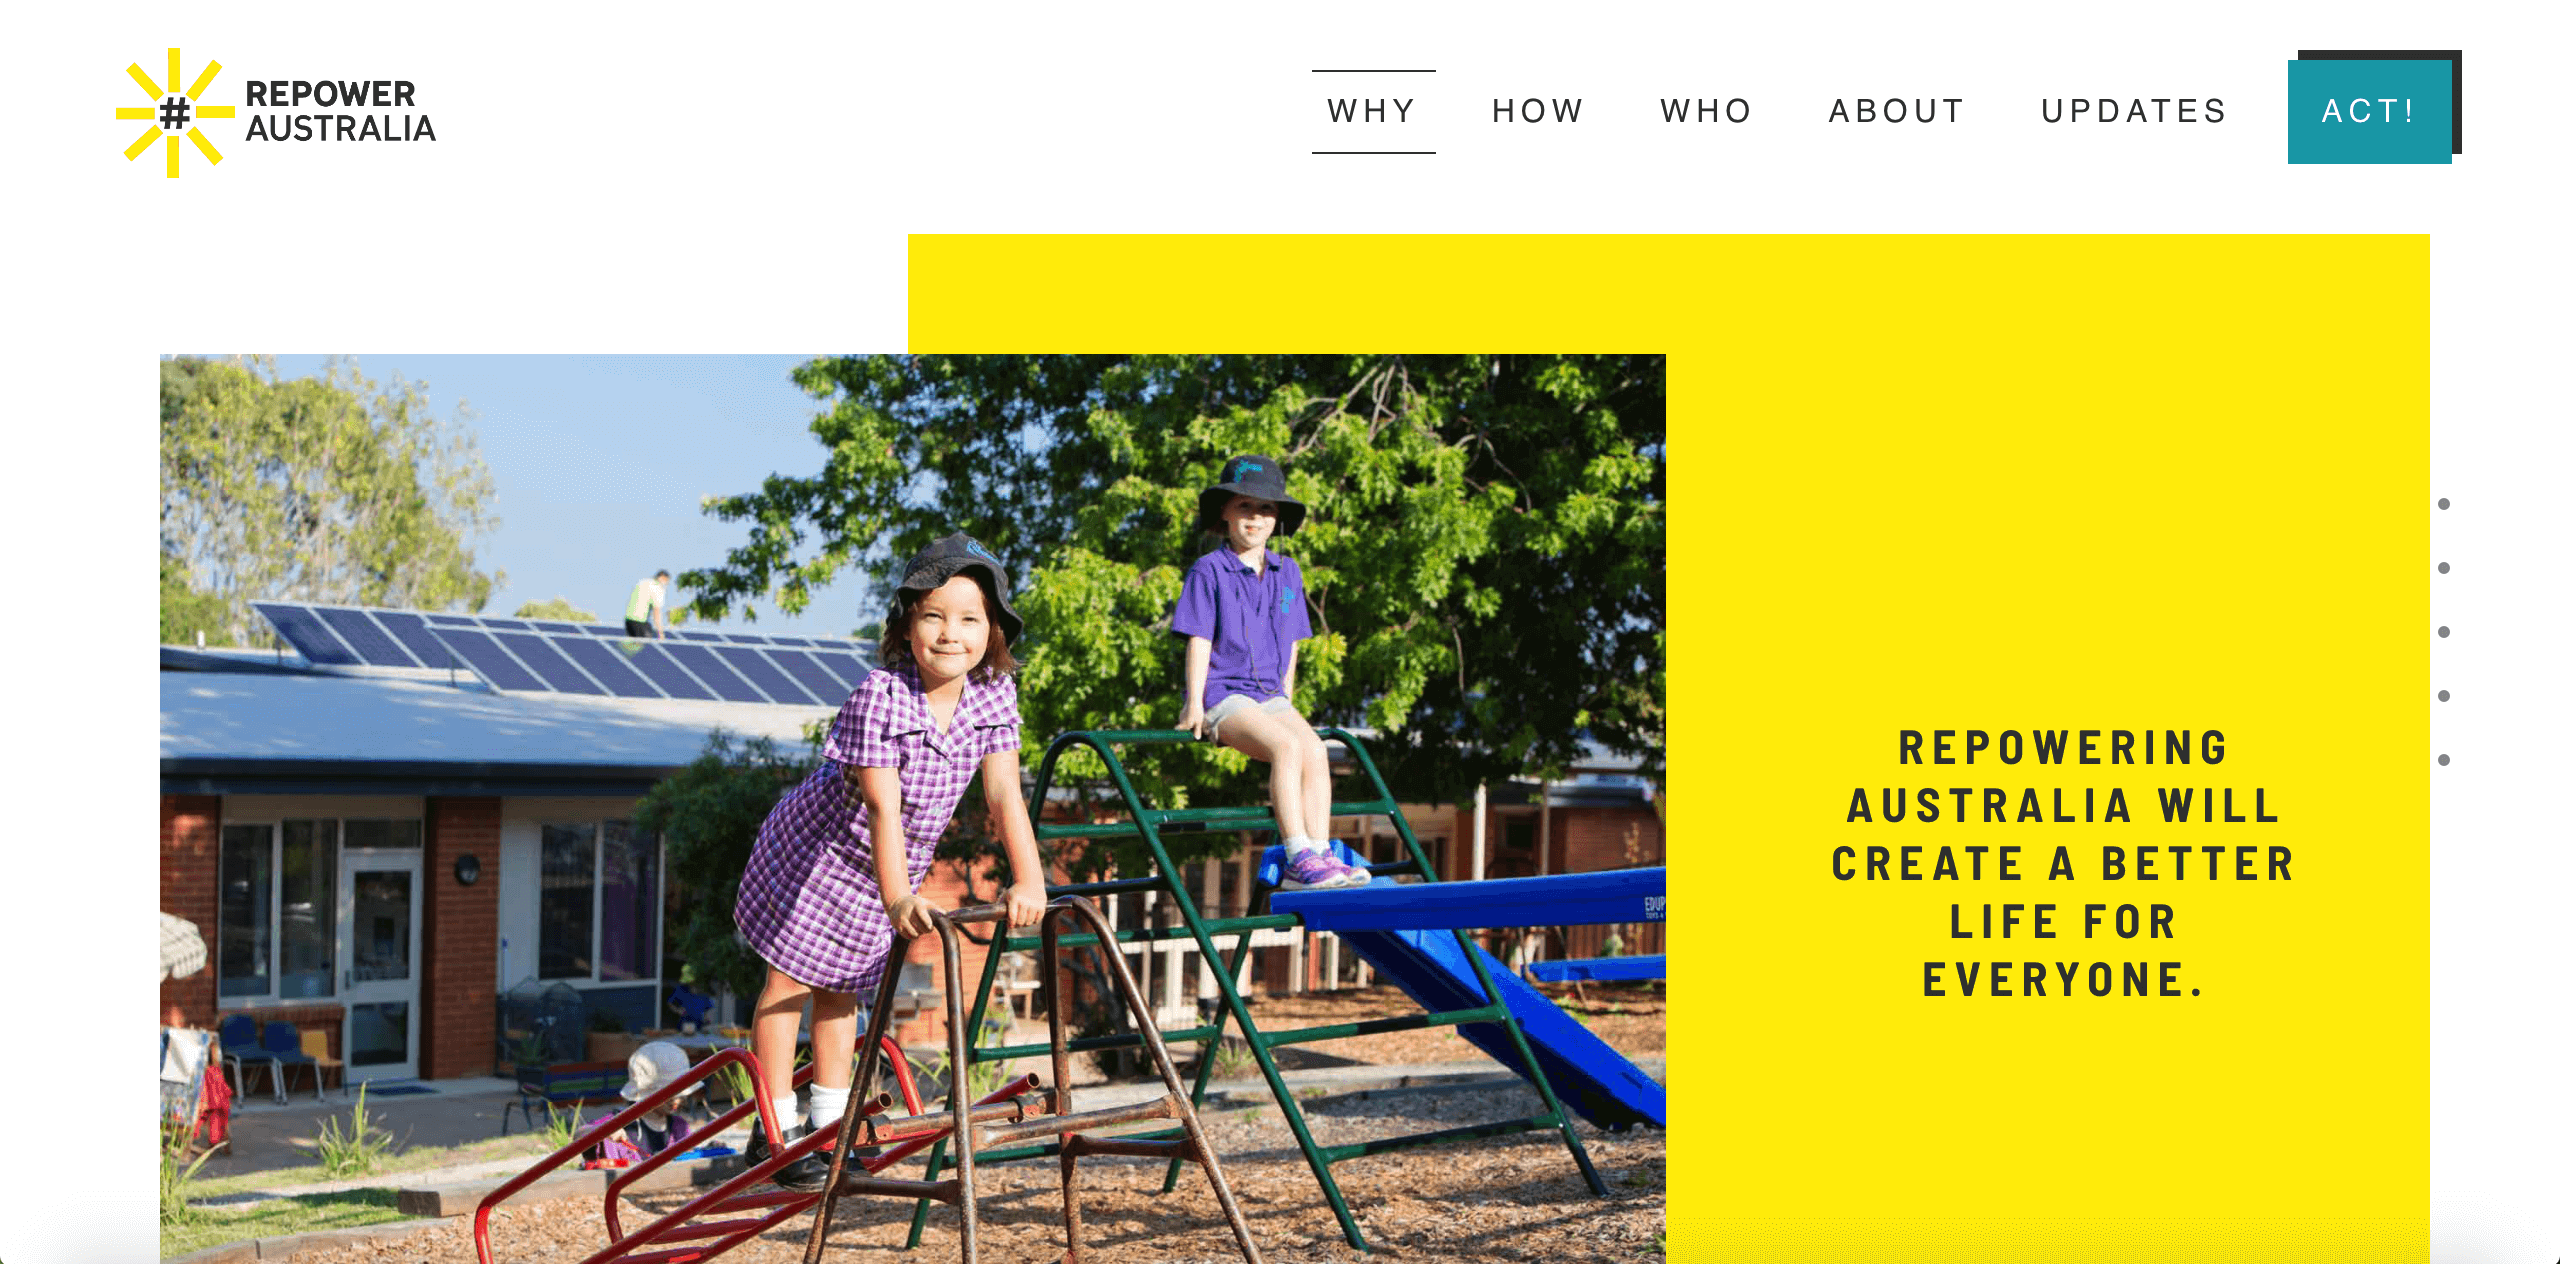 #
REPOWER
AUSTRALIA
WHY HOW WHO ABOUT UPDATES ACT!
REPOWERING
AUSTRALIA WILL
CREATE A BETTER
LIFE FOR
EVERYONE.